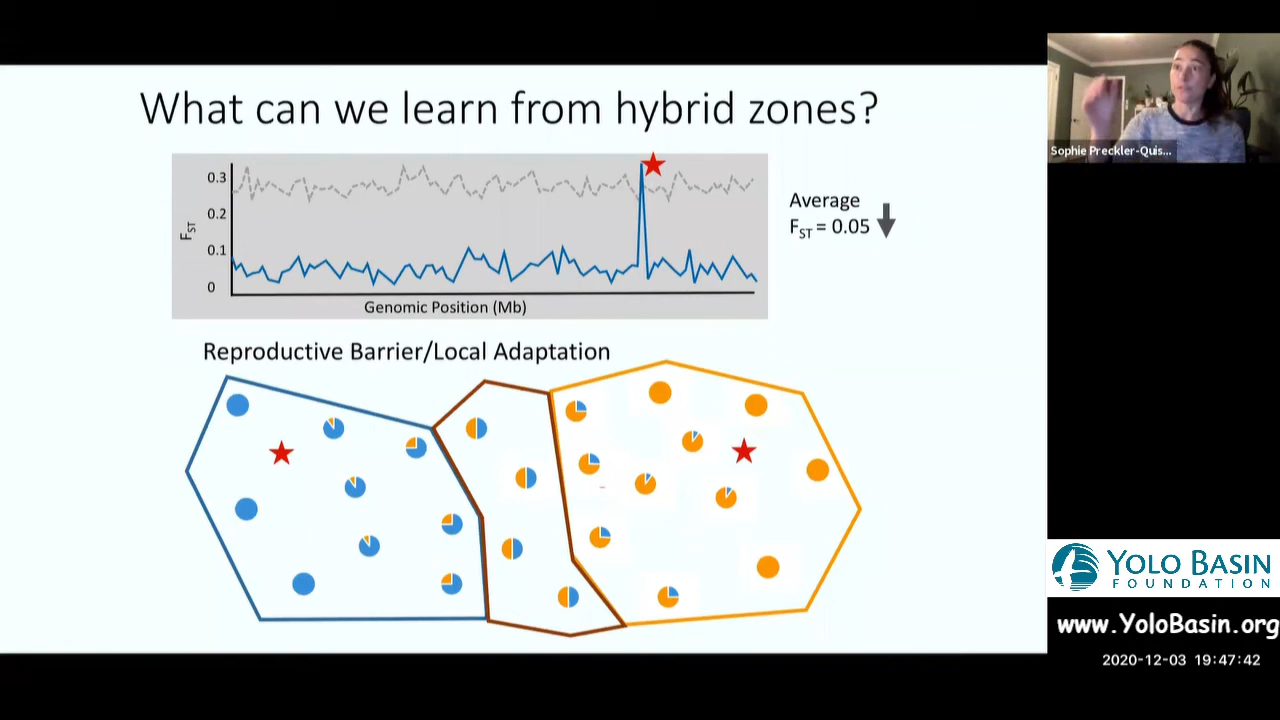 What can we learn from hybrid zones?
0.3
0.2
0.1
0
FST
Genomic Position (Mb)
Average
FST = 0.05
Reproductive Barrier/Local Adaptation
Sophie Preckler-Quis...
YOLO BASIN
FOUNDATION
www.YoloBasin.org
2020-12-03 19:47:42